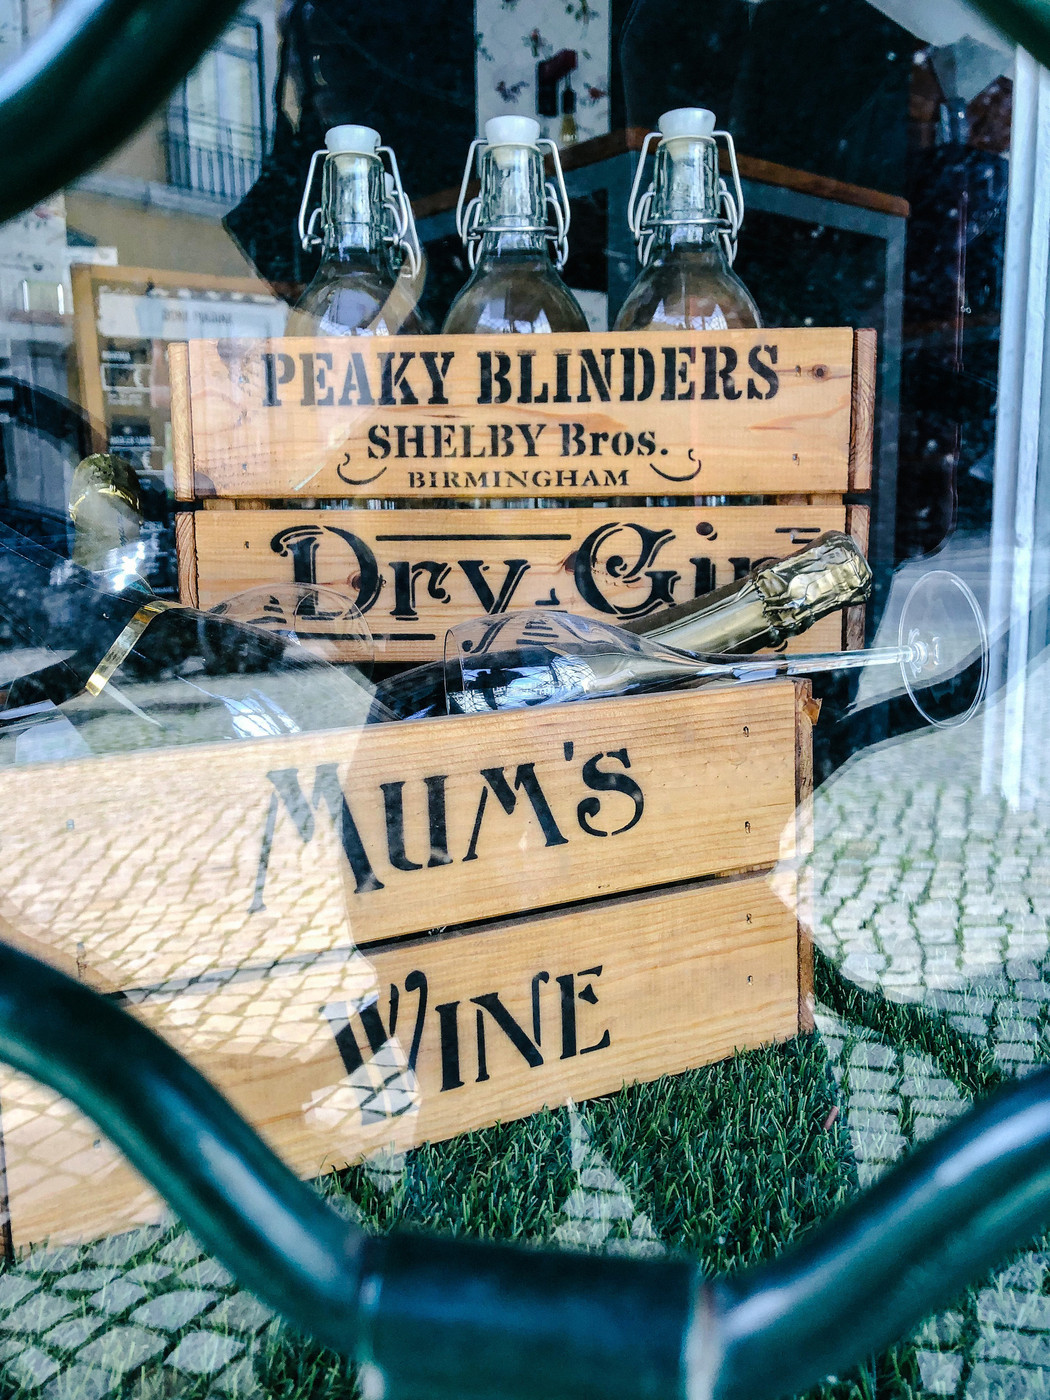 PEAKY BLINDERS
SHELBY Bros.
BIRMINGHAM
Dry Gin
MUM'S
WINE